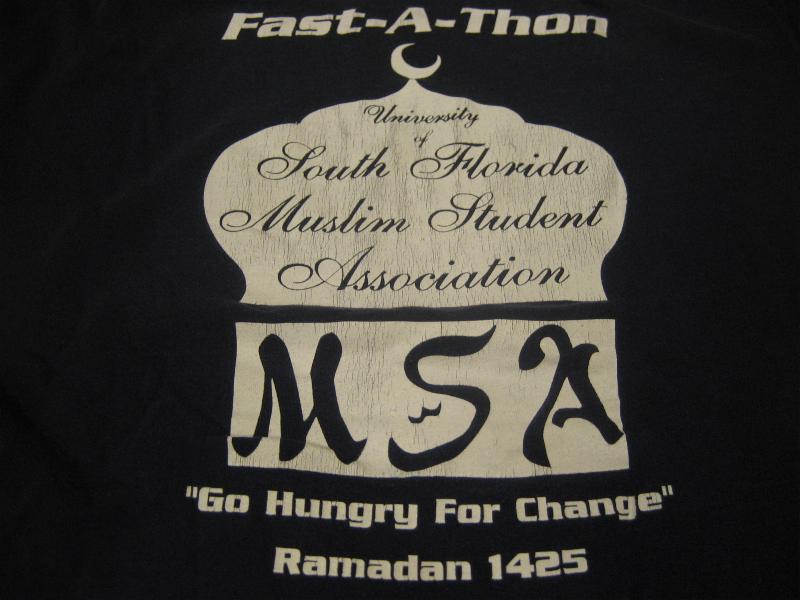 Fast-A-Thon
University
of
South Florida
Muslim Student
Association
MSA
"Go Hungry For Change"
Ramadan 1425